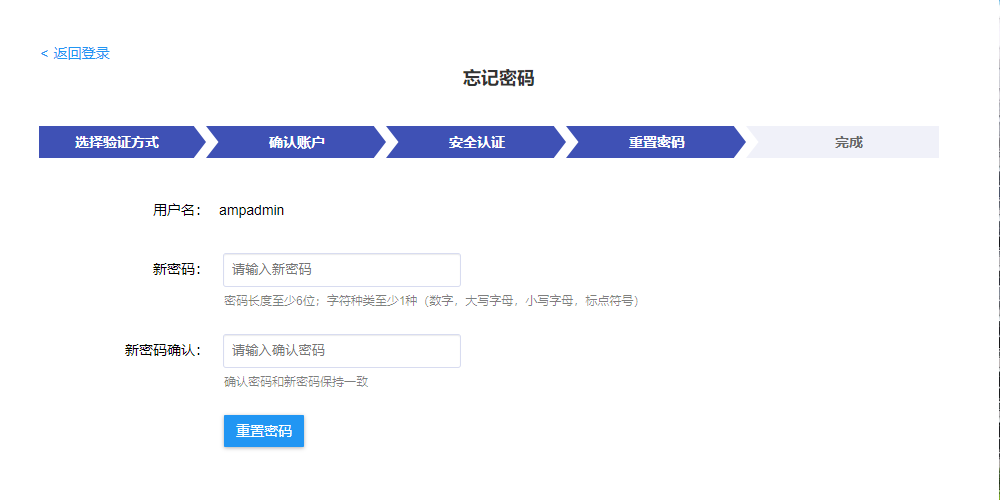 < 返回登录
忘记密码
选择验证方式 确认账户 安全认证 重置密码 完成
用户名： ampadmin
新密码： 请输入新密码
密码长度至少6位；字符种类至少1种（数字，大写字母，小写字母，标点符号）
新密码确认： 请输入确认密码
确认密码和新密码保持一致
重置密码